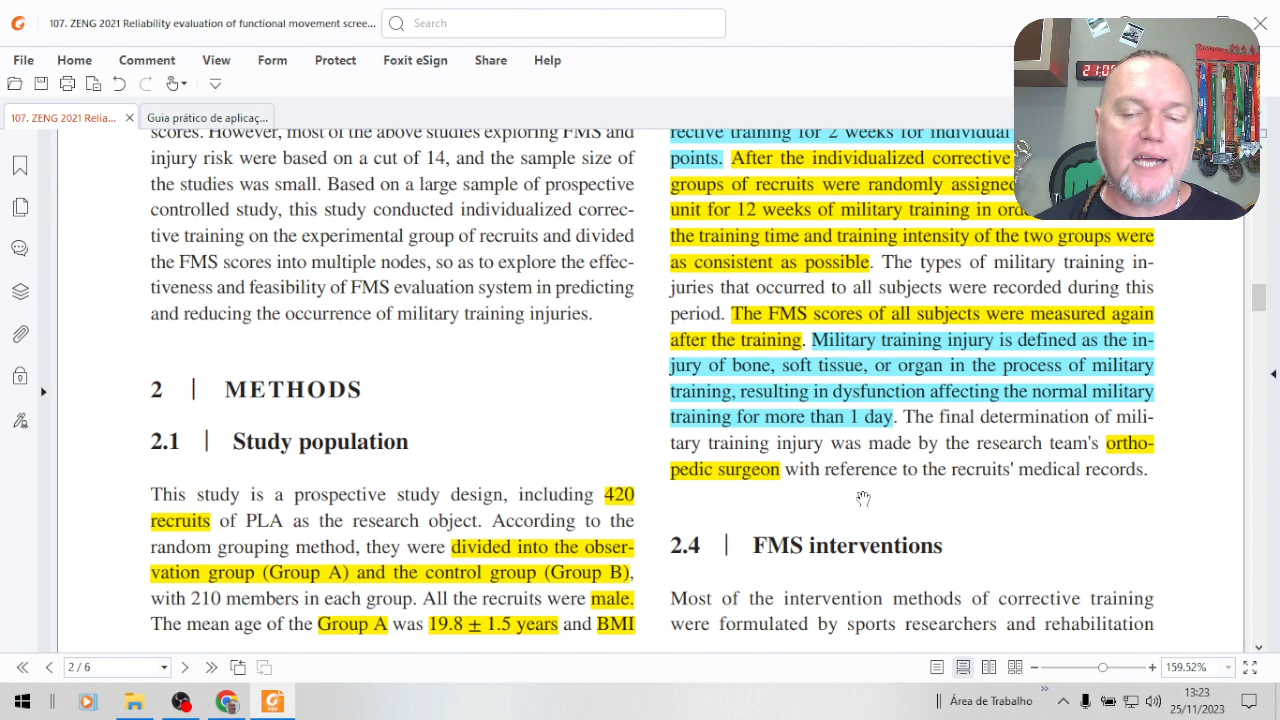 107. ZENG 2021 Reliability evaluation of functional movement scree...
Search
File Home Comment View Form Protect Foxit eSign Share Help
107. ZENG 2021 Relia...
Guia prático de aplicaç...
scores. However, most of the above studies exploring FMS and
injury risk were based on a cut of 14, and the sample size of
the studies was small. Based on a large sample of prospective
controlled study, this study conducted individualized correc-
tive training on the experimental group of recruits and divided
the FMS scores into multiple nodes, so as to explore the effec-
tiveness and feasibility of FMS evaluation system in predicting
and reducing the occurrence of military training injuries.
2 | METHODS
2.1 | Study population
This study is a prospective study design, including 420
recruits of PLA as the research object. According to the
random grouping method, they were divided into the obser-
vation group (Group A) and the control group (Group B),
with 210 members in each group. All the recruits were male.
The mean age of the Group A was 19.8 ± 1.5 years and BMI
rective training for 2 weeks for individual
points. After the individualized corrective
groups of recruits were randomly assigned
unit for 12 weeks of military training in
the training time and training intensity of the two groups were
as consistent as possible. The types of military training in-
juries that occurred to all subjects were recorded during this
period. The FMS scores of all subjects were measured again
after the training. Military training injury is defined as the in-
jury of bone, soft tissue, or organ in the process of military
training, resulting in dysfunction affecting the normal military
training for more than 1 day. The final determination of mili-
tary training injury was made by the research team's ortho-
pedic surgeon with reference to the recruits' medical records.
2.4 | FMS interventions
Most of the intervention methods of corrective training
were formulated by sports researchers and rehabilitation
2 / 6
159.52%
Área de Trabalho
13:23
25/11/2023